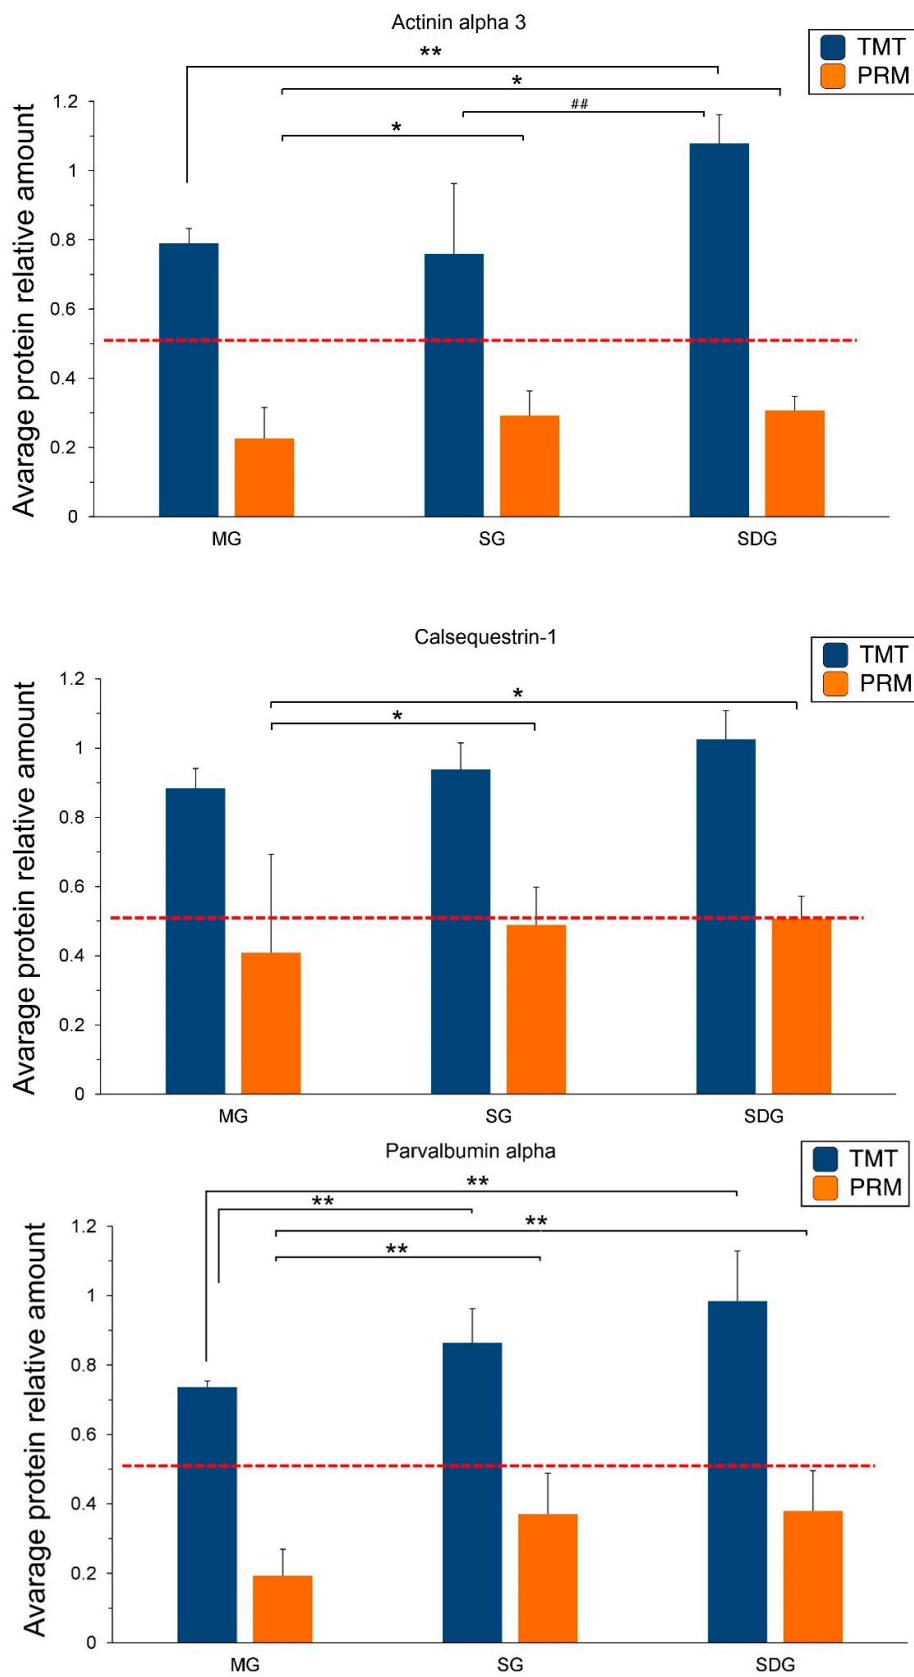 Actinin alpha 3
TMT
PRM
**
*
##
*
Avarage protein relative amount
1.2
1
0.8
0.6
0.4
0.2
0
MG SG SDG
Calsequestrin-1
TMT
PRM
*
*
Avarage protein relative amount
1.2
1
0.8
0.6
0.4
0.2
0
MG SG SDG
Parvalbumin alpha
TMT
PRM
**
**
**
**
Avarage protein relative amount
1.2
1
0.8
0.6
0.4
0.2
0
MG SG SDG